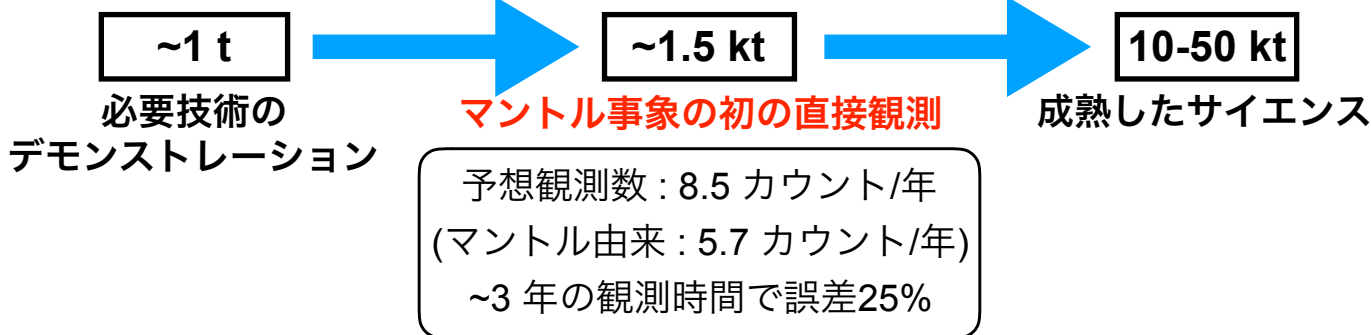 ~1 t
必要技術の
デモンストレーション
~1.5 kt
マントル事象の初の直接観測
予想観測数 : 8.5 カウント/年
(マントル由来 : 5.7 カウント/年)
~3 年の観測時間で誤差25%
10-50 kt
成熟したサイエンス